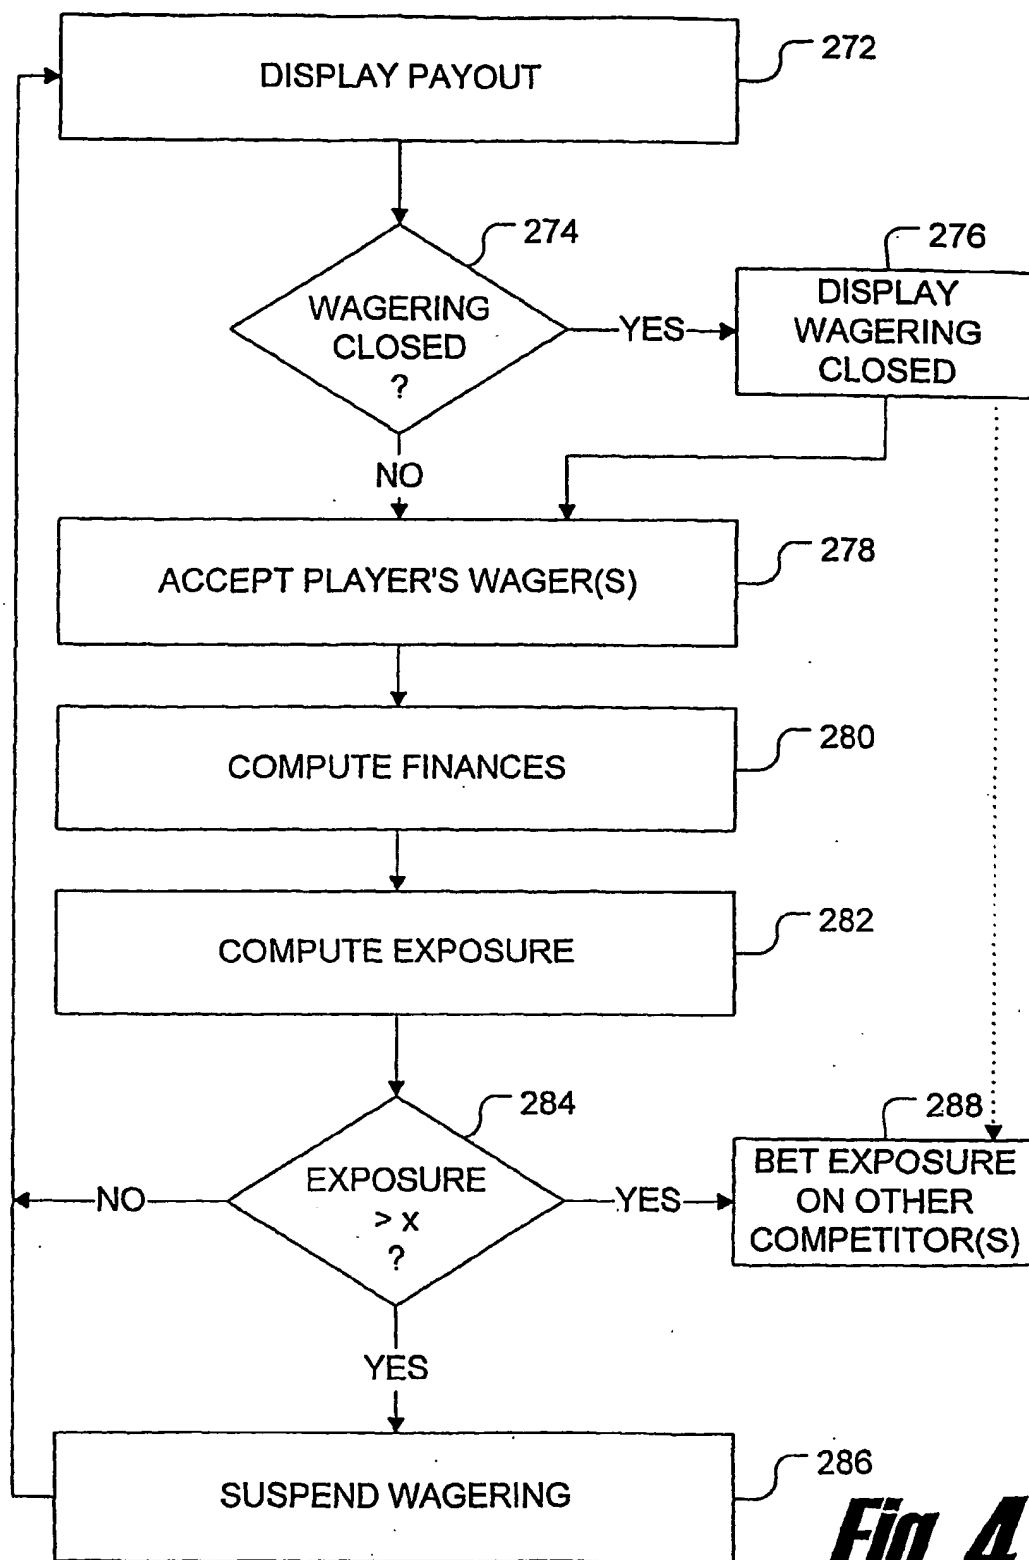 DISPLAY PAYOUT
272
274
WAGERING
CLOSED
?
YES
276
DISPLAY
WAGERING
CLOSED
NO
278
ACCEPT PLAYER'S WAGER(S)
280
COMPUTE FINANCES
282
COMPUTE EXPOSURE
284
EXPOSURE
> x
?
NO
YES
288
BET EXPOSURE
ON OTHER
COMPETITOR(S)
YES
SUSPEND WAGERING
286
Fig 4